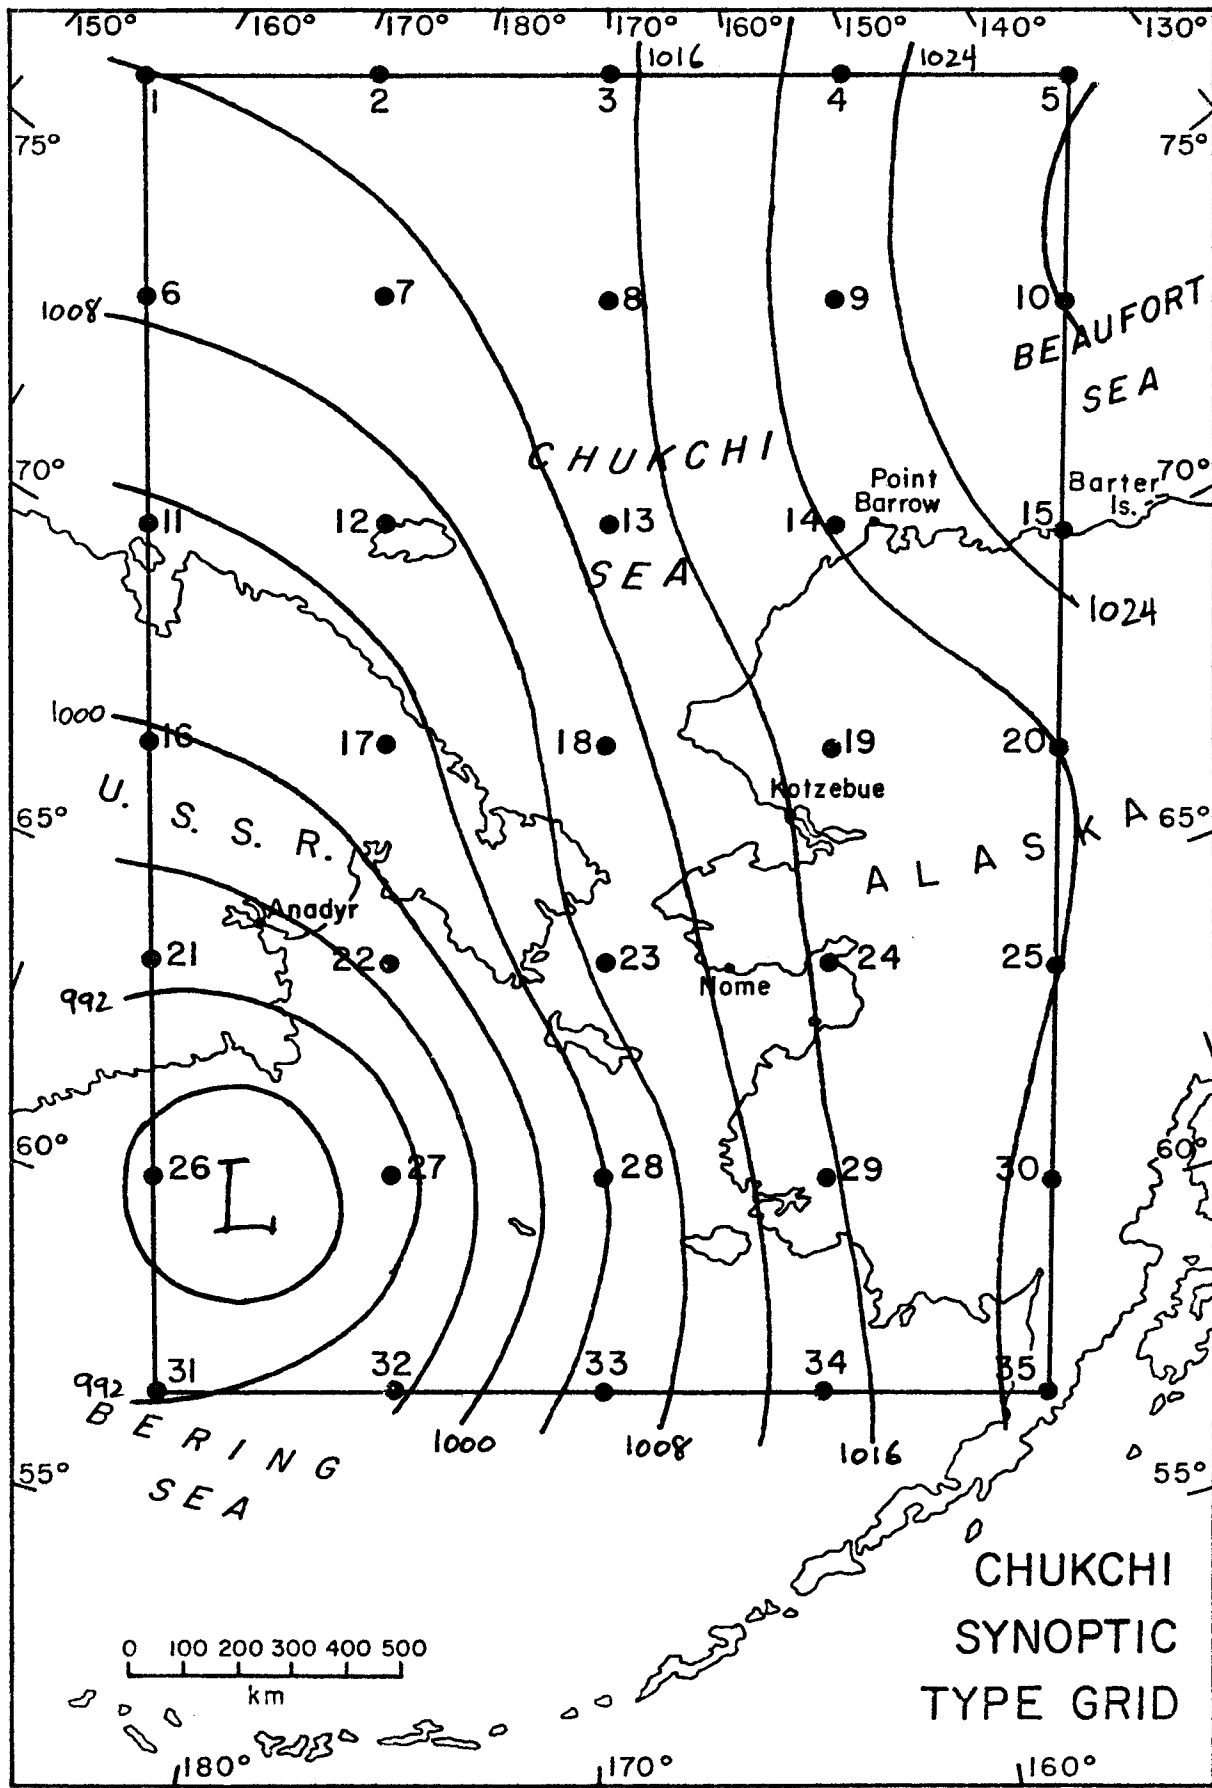 150° 160° 170° 180° 170° 160° 150° 140° 130°
1016 1024
1 2 3 4 5
75° 75°
6 7 8 9 10
1008
BEAUFORT
SEA
CHUKCHI
70° Point Barter 70°
Barrow Is.
11 12 13 14 15
SEA
1024
1000
16 17 18 19 20
U. S. S. R. Kotzebue
65° ALASKA 65°
Anadyr
21 22 23 24 25
992 Nome
60° 60°
26 L 27 28 29 30
31 32 33 34 35
992
BERING 1000 1008 1016
SEA
55° 55°
CHUKCHI
SYNOPTIC
TYPE GRID
0 100 200 300 400 500
km
180° 170° 160°